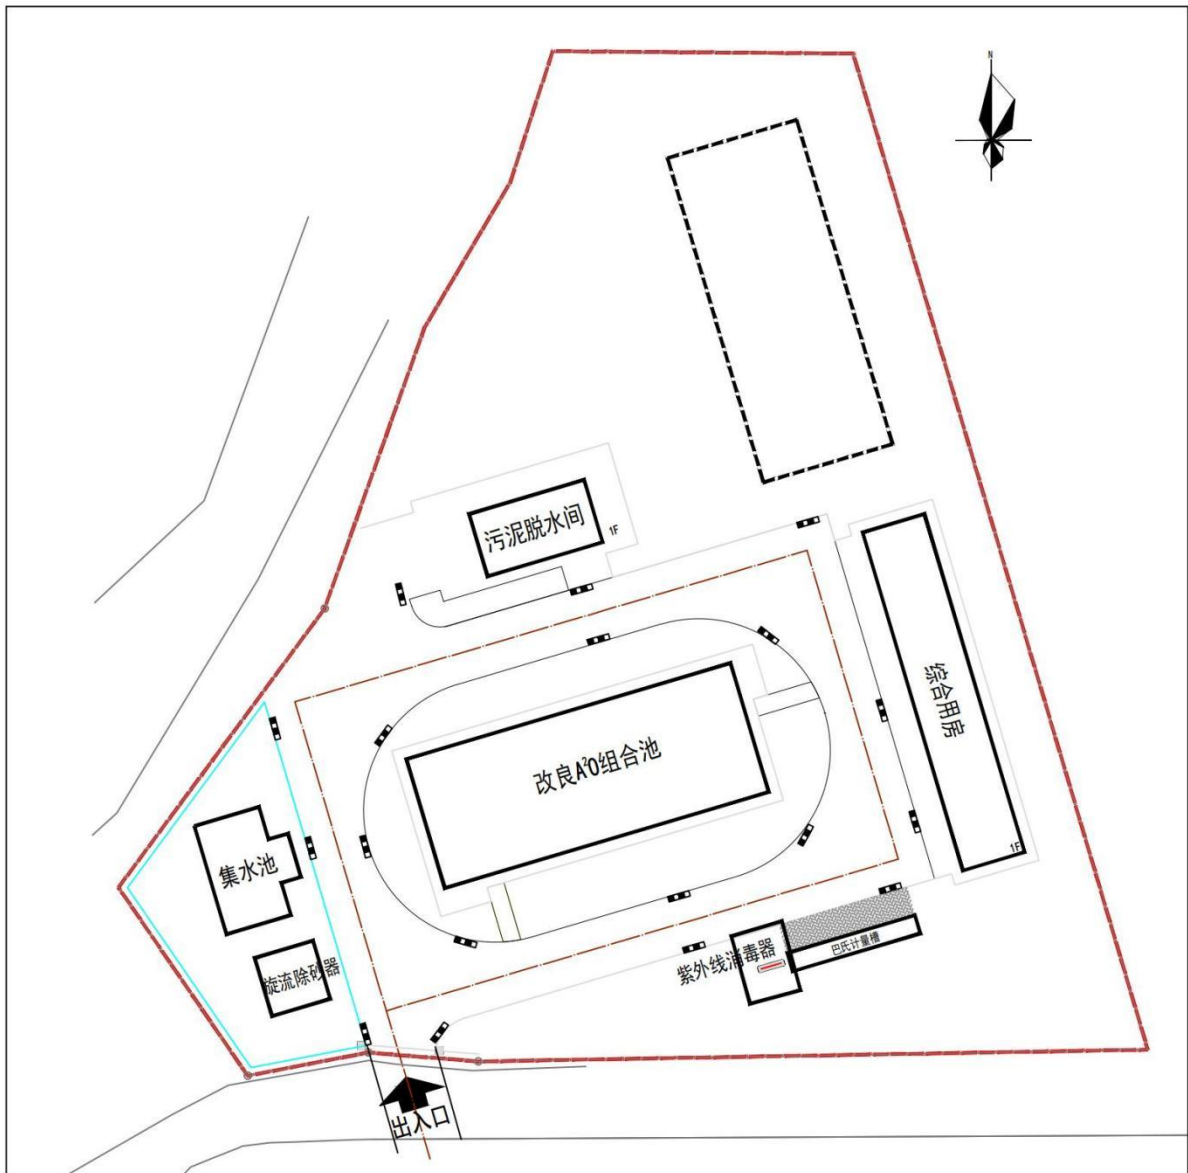 N
污泥脱水间
1F
综合用房
改良A²O组合池
1F
集水池
巴氏计量槽
紫外线消毒器
旋流除砂器
出入口